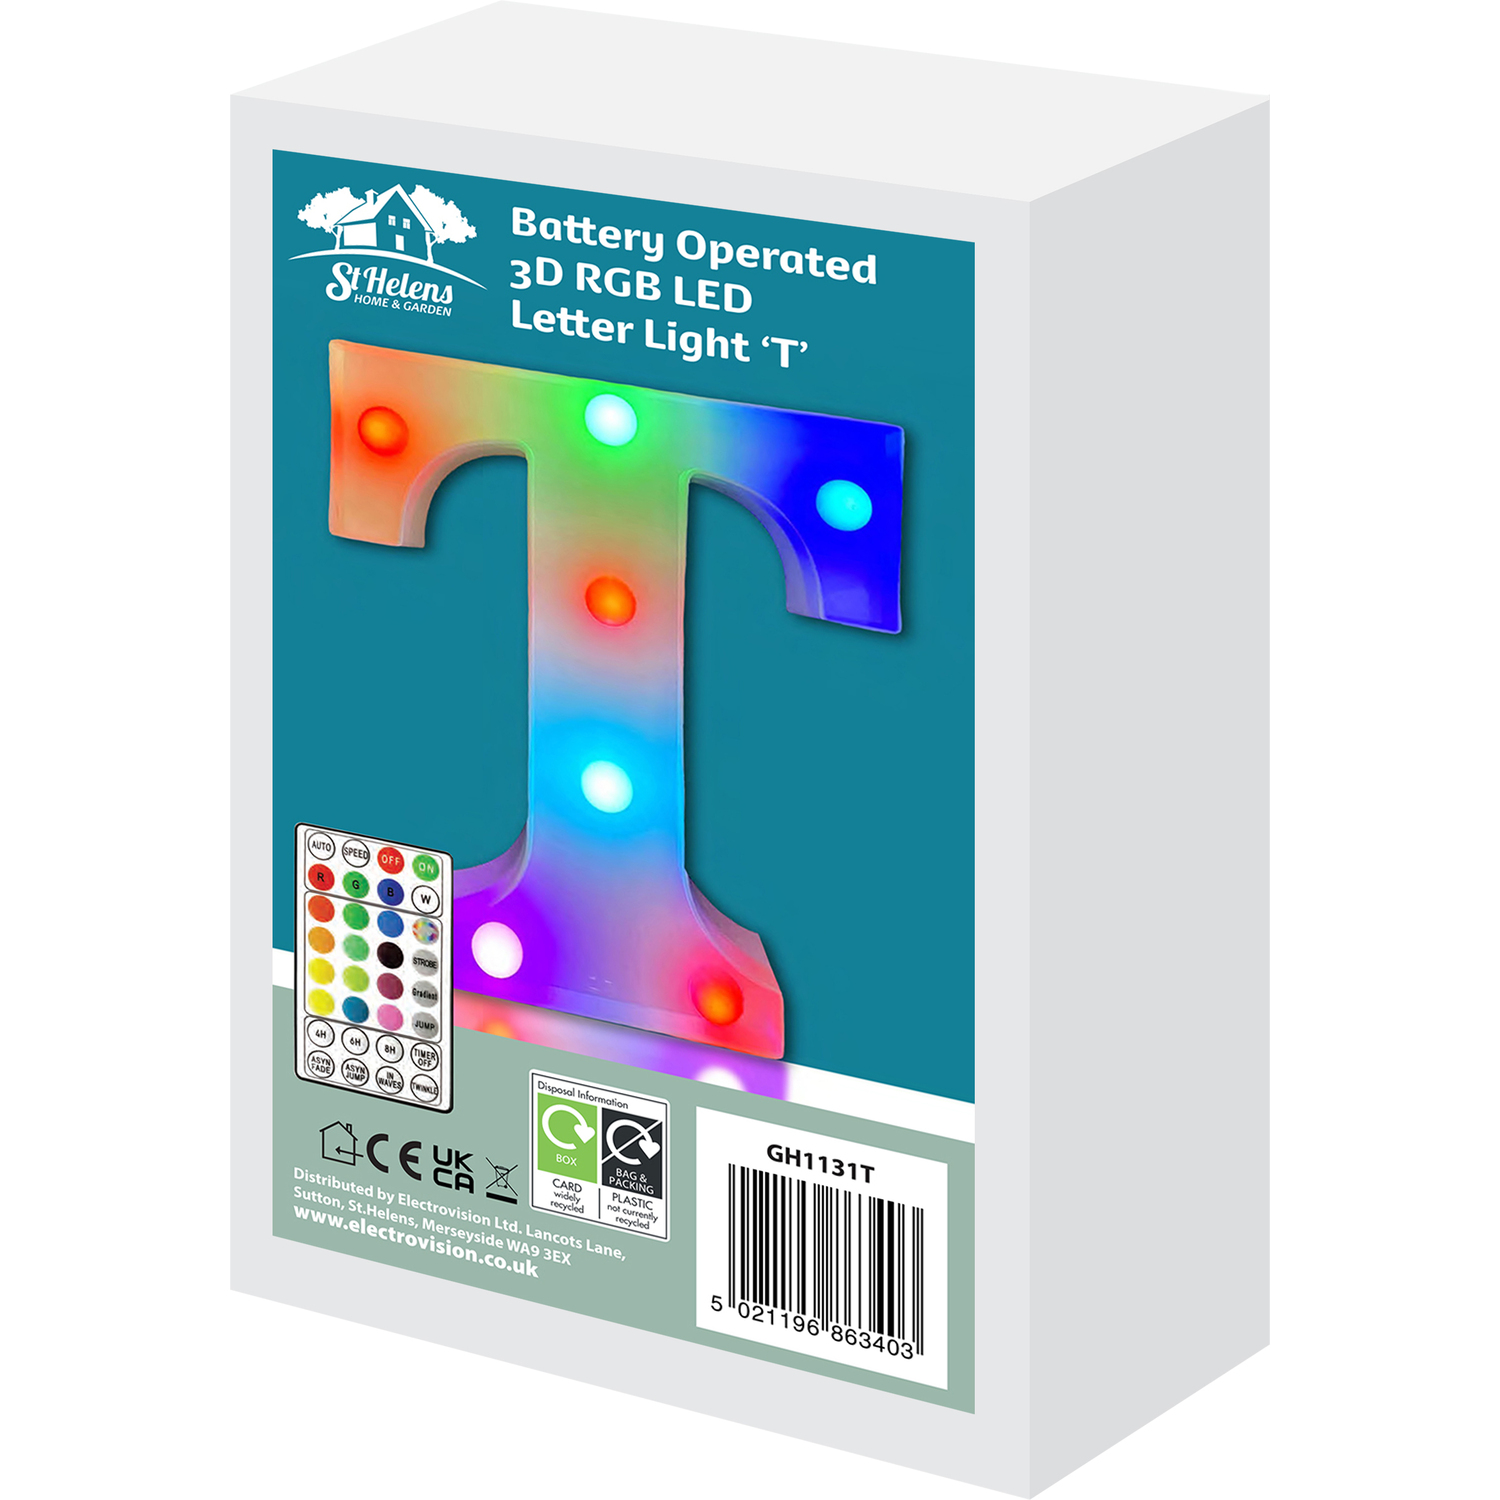 St Helens
HOME & GARDEN
Battery Operated
3D RGB LED
Letter Light ‘T’
AUTO SPEED OFF ON
R G B W
STROBE
Gradient
JUMP
4H 6H 8H TIMER OFF
ASYN FADE ASYN JUMP IN WAVES TWINKLE
CE UK CA
Disposal Information
BOX
BAG & PACKING
CARD
widely
recycled
PLASTIC
not currently
recycled
Distributed by Electrovision Ltd. Lancots Lane,
Sutton, St.Helens, Merseyside WA9 3EX
www.electrovision.co.uk
GH1131T
5 021196 863403